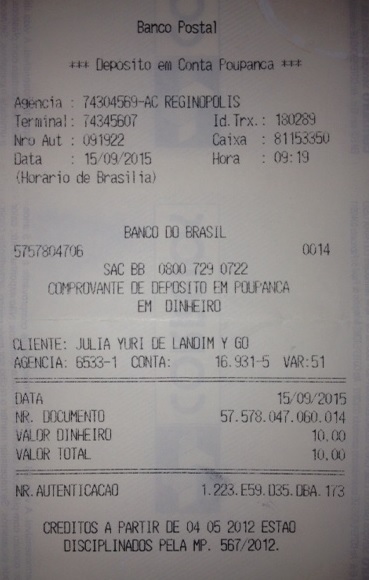 Banco Postal
*** Deposito em Conta Poupanca ***
Agencia : 74304569-AC REGINOPOLIS
Terminal: 74345607 Id.Trx.: 180289
Nro Aut : 091922 Caixa : 81153350
Data : 15/09/2015 Hora : 09:19
(Horario de Brasilia)
BANCO DO BRASIL
5757804706 0014
SAC BB 0800 729 0722
COMPROVANTE DE DEPOSITO EM POUPANCA
EM DINHEIRO
CLIENTE: JULIA YURI DE LANDIM Y GO
AGENCIA: 6533-1 CONTA: 16.931-5 VAR:51
DATA 15/09/2015
NR. DOCUMENTO 57.578.047.060.014
VALOR DINHEIRO 10,00
VALOR TOTAL 10,00
NR.AUTENTICACAO 1.223.E59.D35.DBA.173
CREDITOS A PARTIR DE 04 05 2012 ESTAO
DISCIPLINADOS PELA MP. 567/2012.